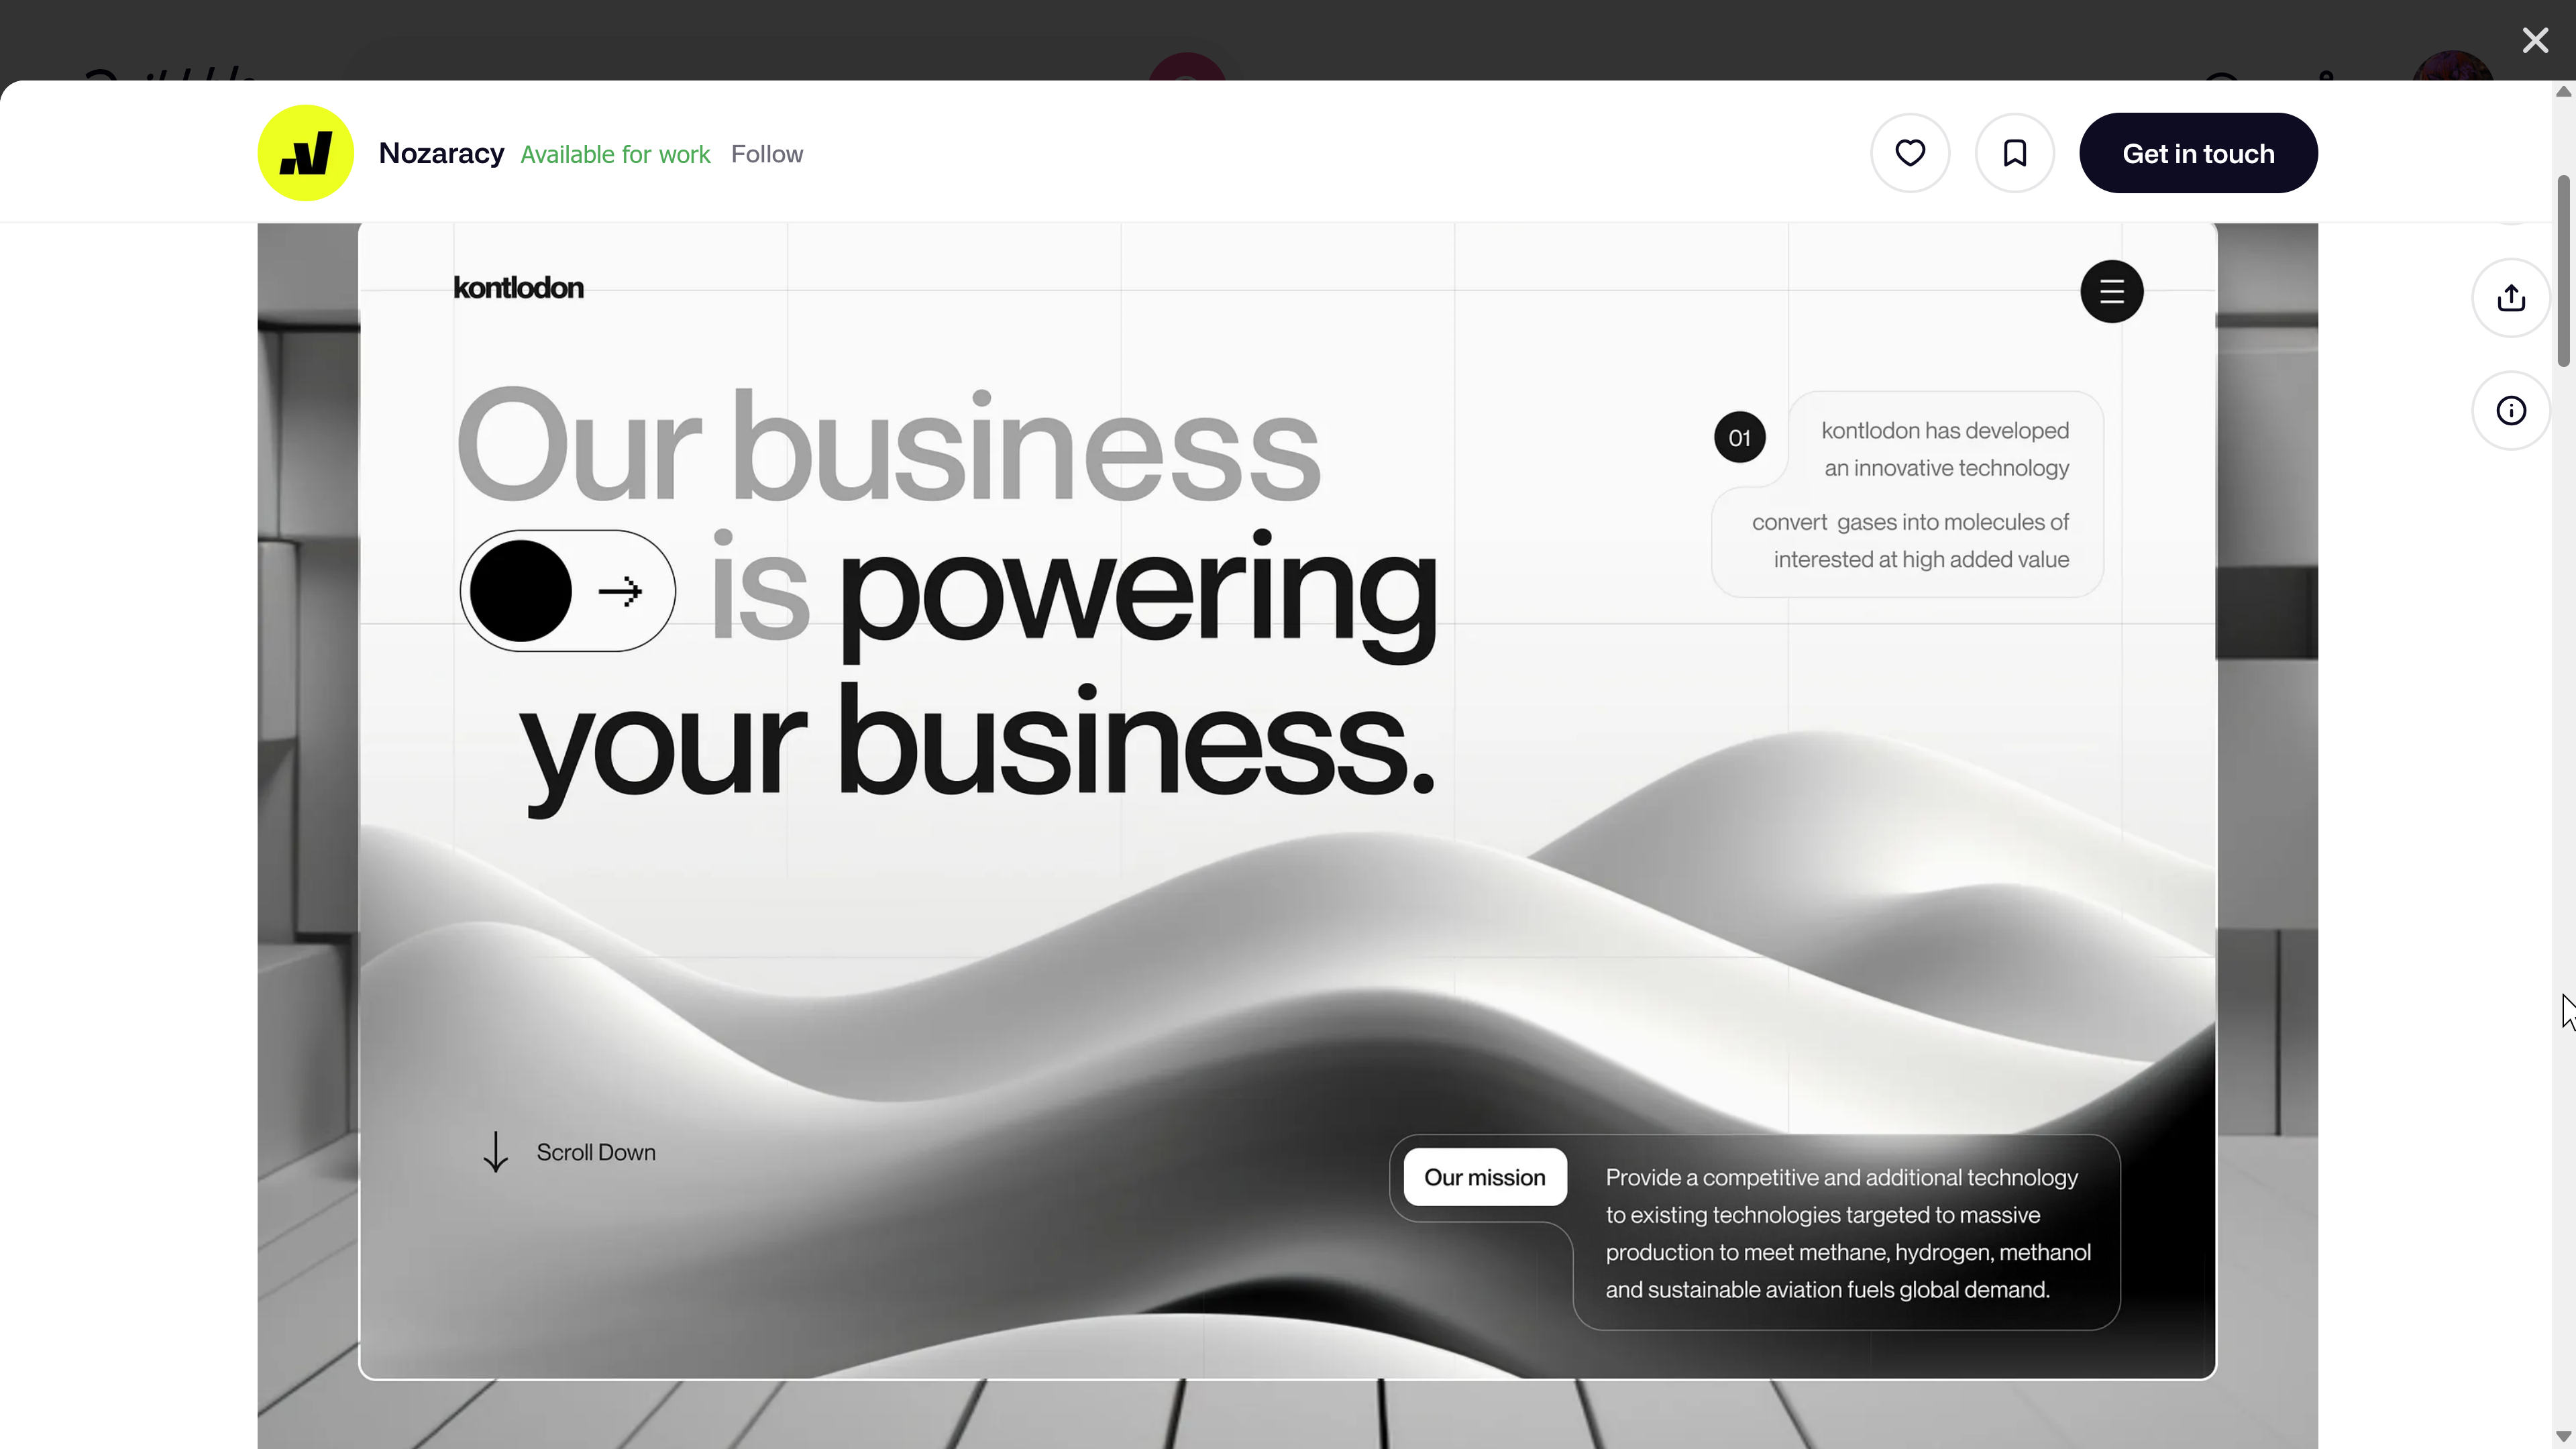 Nozaracy Available for work Follow
Get in touch
kontlodon
Our business
is powering
your business.
01
kontlodon has developed
an innovative technology
convert gases into molecules of
interested at high added value
Scroll Down
Our mission
Provide a competitive and additional technology
to existing technologies targeted to massive
production to meet methane, hydrogen, methanol
and sustainable aviation fuels global demand.